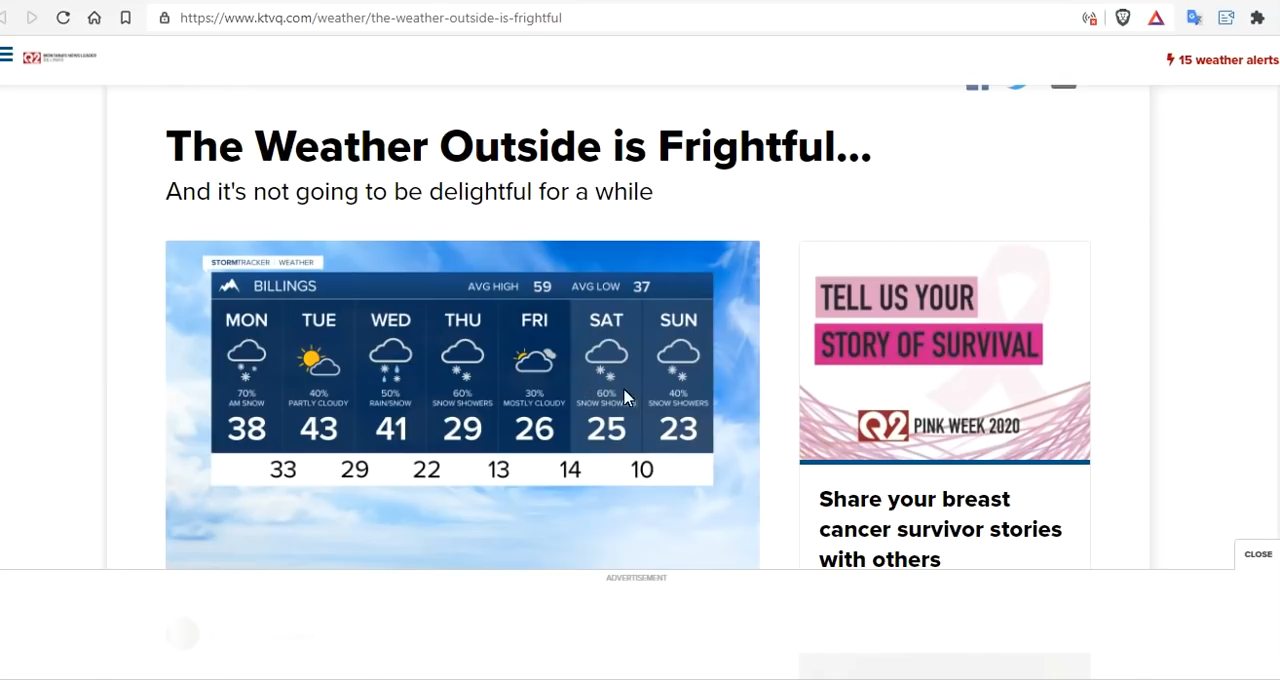 https://www.ktvq.com/weather/the-weather-outside-is-frightful
Q2 MONTANA'S NEWS LEADER
BILLINGS
15 weather alerts
The Weather Outside is Frightful...
And it's not going to be delightful for a while
STORMTRACKER WEATHER
BILLINGS AVG HIGH 59 AVG LOW 37
MON TUE WED THU FRI SAT SUN
70% 40% 50% 60% 30% 60% 40%
AM SNOW PARTLY CLOUDY RAIN/SNOW SNOW SHOWERS MOSTLY CLOUDY SNOW SHOWERS SNOW SHOWERS
38 43 41 29 26 25 23
33 29 22 13 14 10
TELL US YOUR
STORY OF SURVIVAL
Q2 PINK WEEK 2020
Share your breast
cancer survivor stories
with others
CLOSE
ADVERTISEMENT